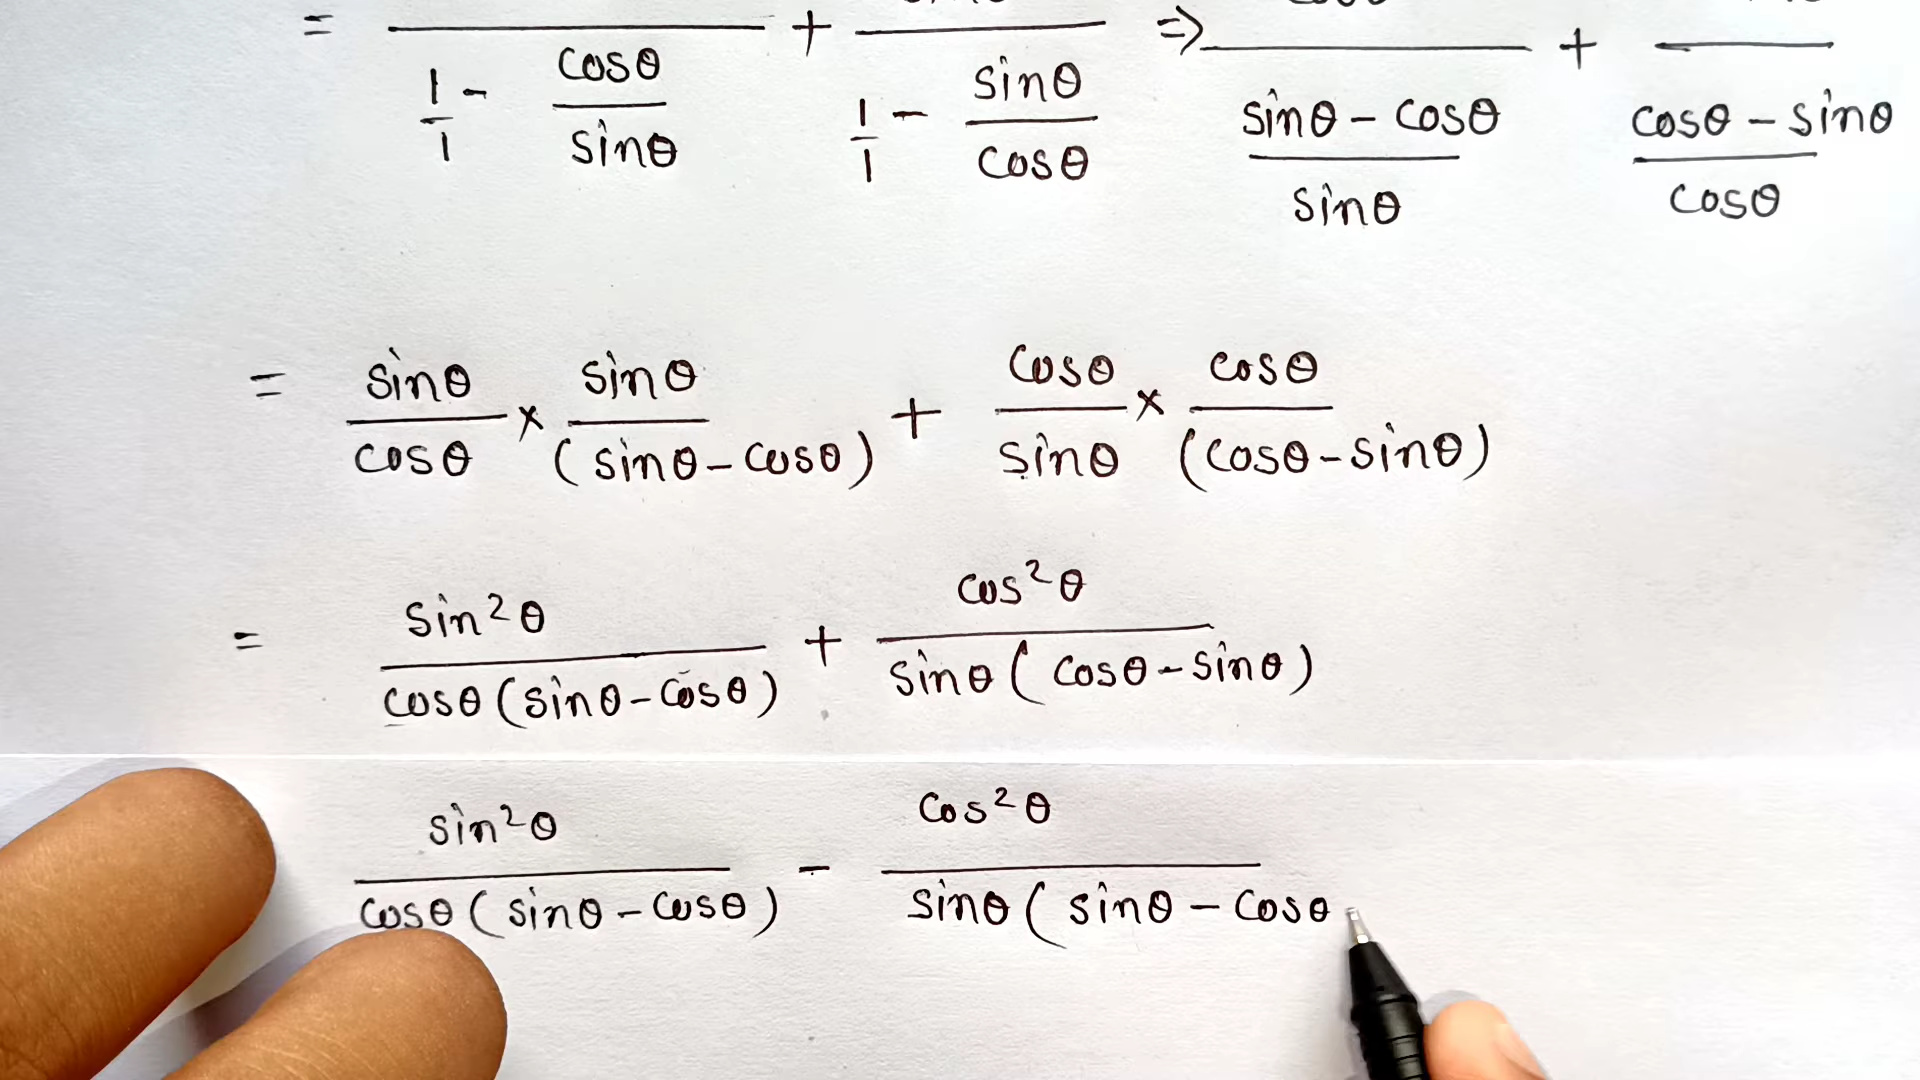 = ──── / (1/1 - cosθ/sinθ) + ──── / (1/1 - sinθ/cosθ) ⇒ ──── / ((sinθ - cosθ)/sinθ) + ──── / ((cosθ - sinθ)/cosθ)
= sinθ/cosθ × sinθ/(sinθ - cosθ) + cosθ/sinθ × cosθ/(cosθ - sinθ)
= sin²θ/cosθ(sinθ - cosθ) + cos²θ/sinθ(cosθ - sinθ)
sin²θ/cosθ(sinθ - cosθ) - cos²θ/sinθ(sinθ - cosθ